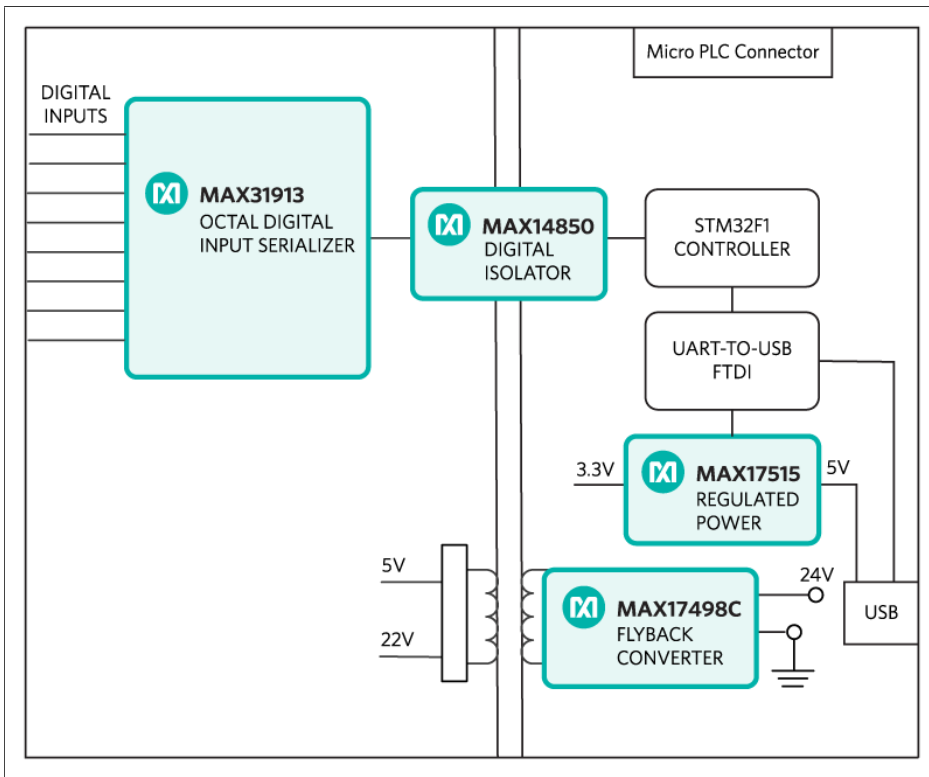 Micro PLC Connector
DIGITAL
INPUTS
MAX31913
OCTAL DIGITAL
INPUT SERIALIZER
MAX14850
DIGITAL
ISOLATOR
STM32F1
CONTROLLER
UART-TO-USB
FTDI
3.3V
MAX17515
REGULATED
POWER
5V
5V
22V
MAX17498C
FLYBACK
CONVERTER
24V
USB